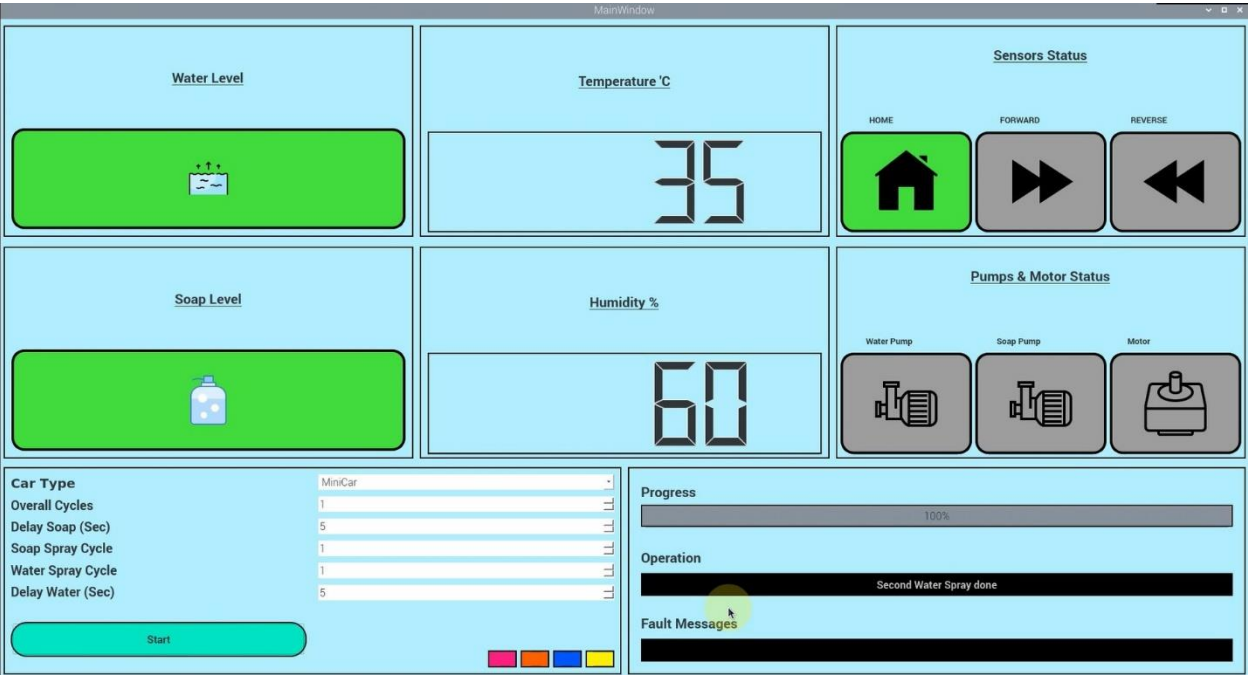 MainWindow
Water Level
Temperature 'C
35
Sensors Status
HOME
FORWARD
REVERSE
Soap Level
Humidity %
60
Pumps & Motor Status
Water Pump
Soap Pump
Motor
Car Type
MiniCar
Overall Cycles
1
Delay Soap (Sec)
5
Soap Spray Cycle
1
Water Spray Cycle
1
Delay Water (Sec)
5
Start
Progress
100%
Operation
Second Water Spray done
Fault Messages